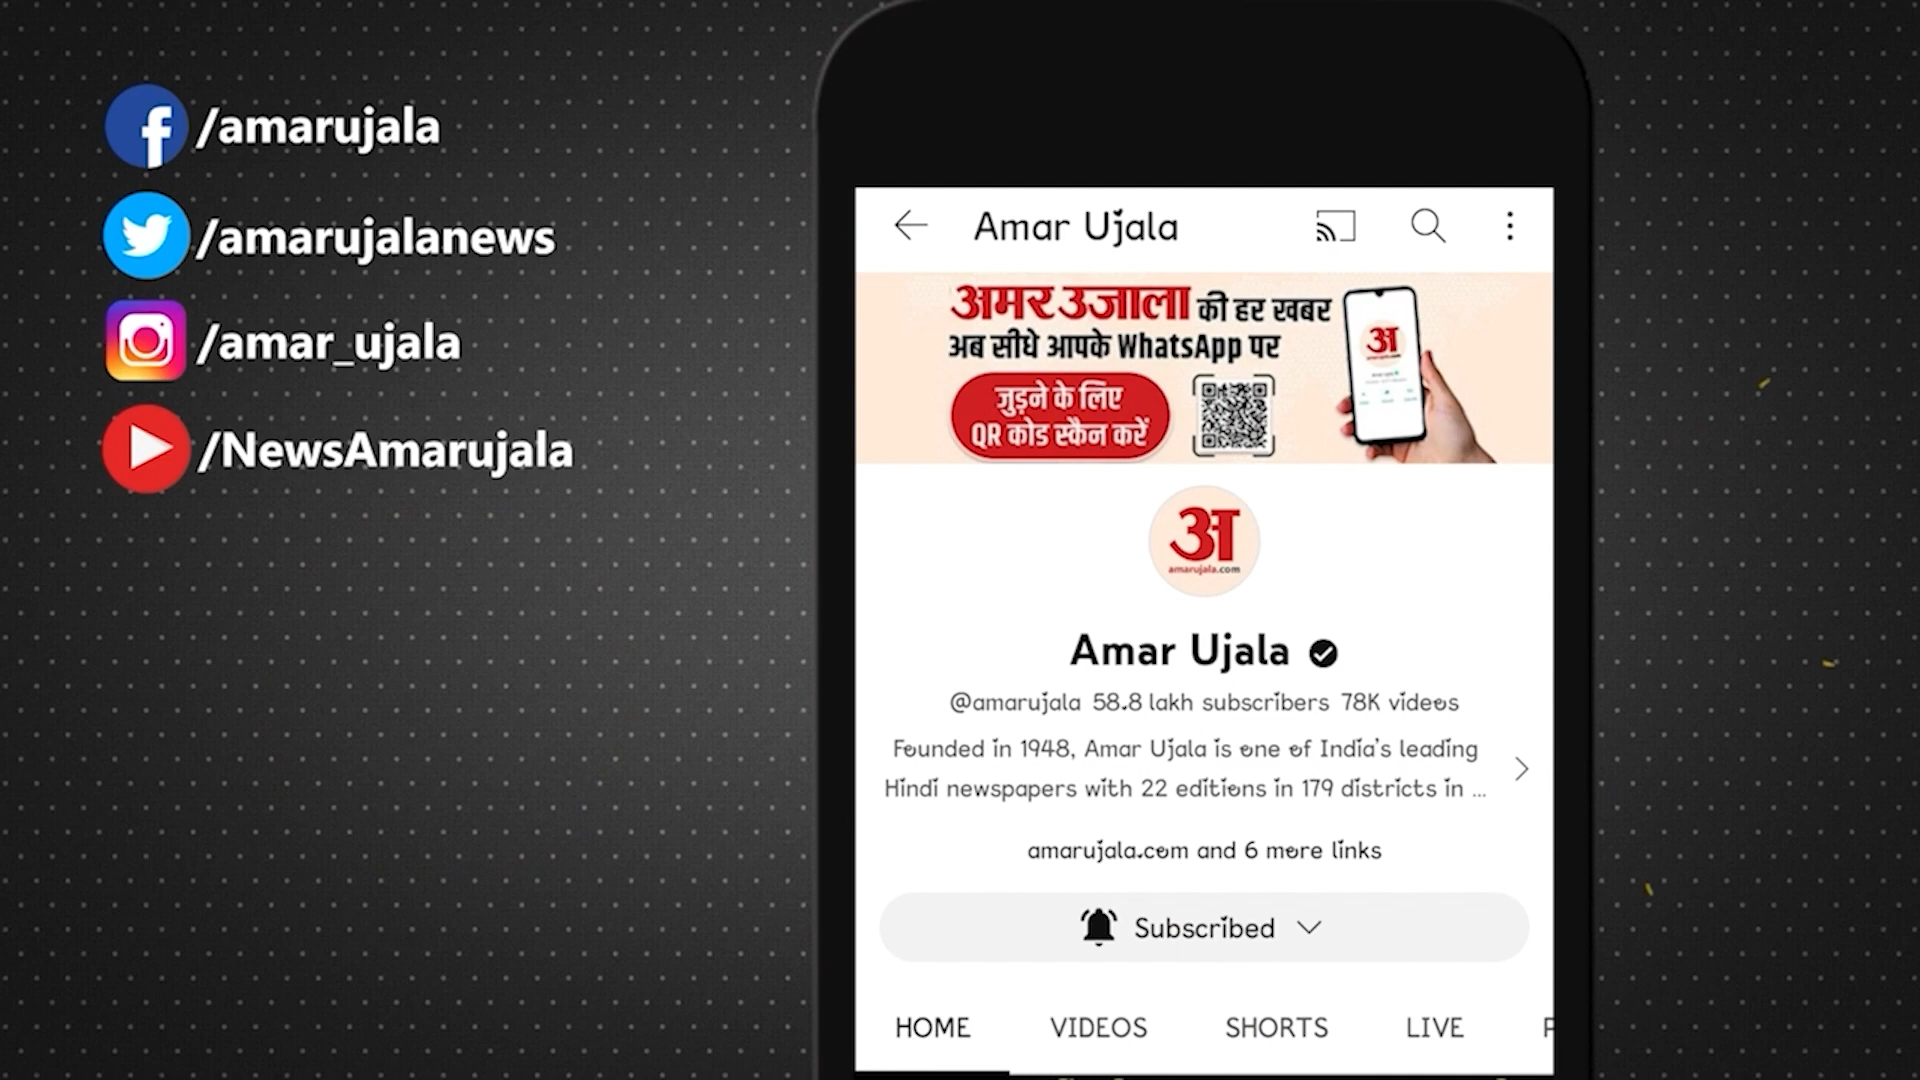 /amarujala
/amarujalanews
/amar_ujala
/NewsAmarujala
Amar Ujala
अमर उजाला की हर खबर
अब सीधे आपके WhatsApp पर
जुड़ने के लिए
QR कोड स्कैन करें
अ
अ
amarujala.com
Amar Ujala
@amarujala 58.8 lakh subscribers 78K videos
Founded in 1948, Amar Ujala is one of India's leading
Hindi newspapers with 22 editions in 179 districts in ...
amarujala.com and 6 more links
Subscribed
HOME VIDEOS SHORTS LIVE